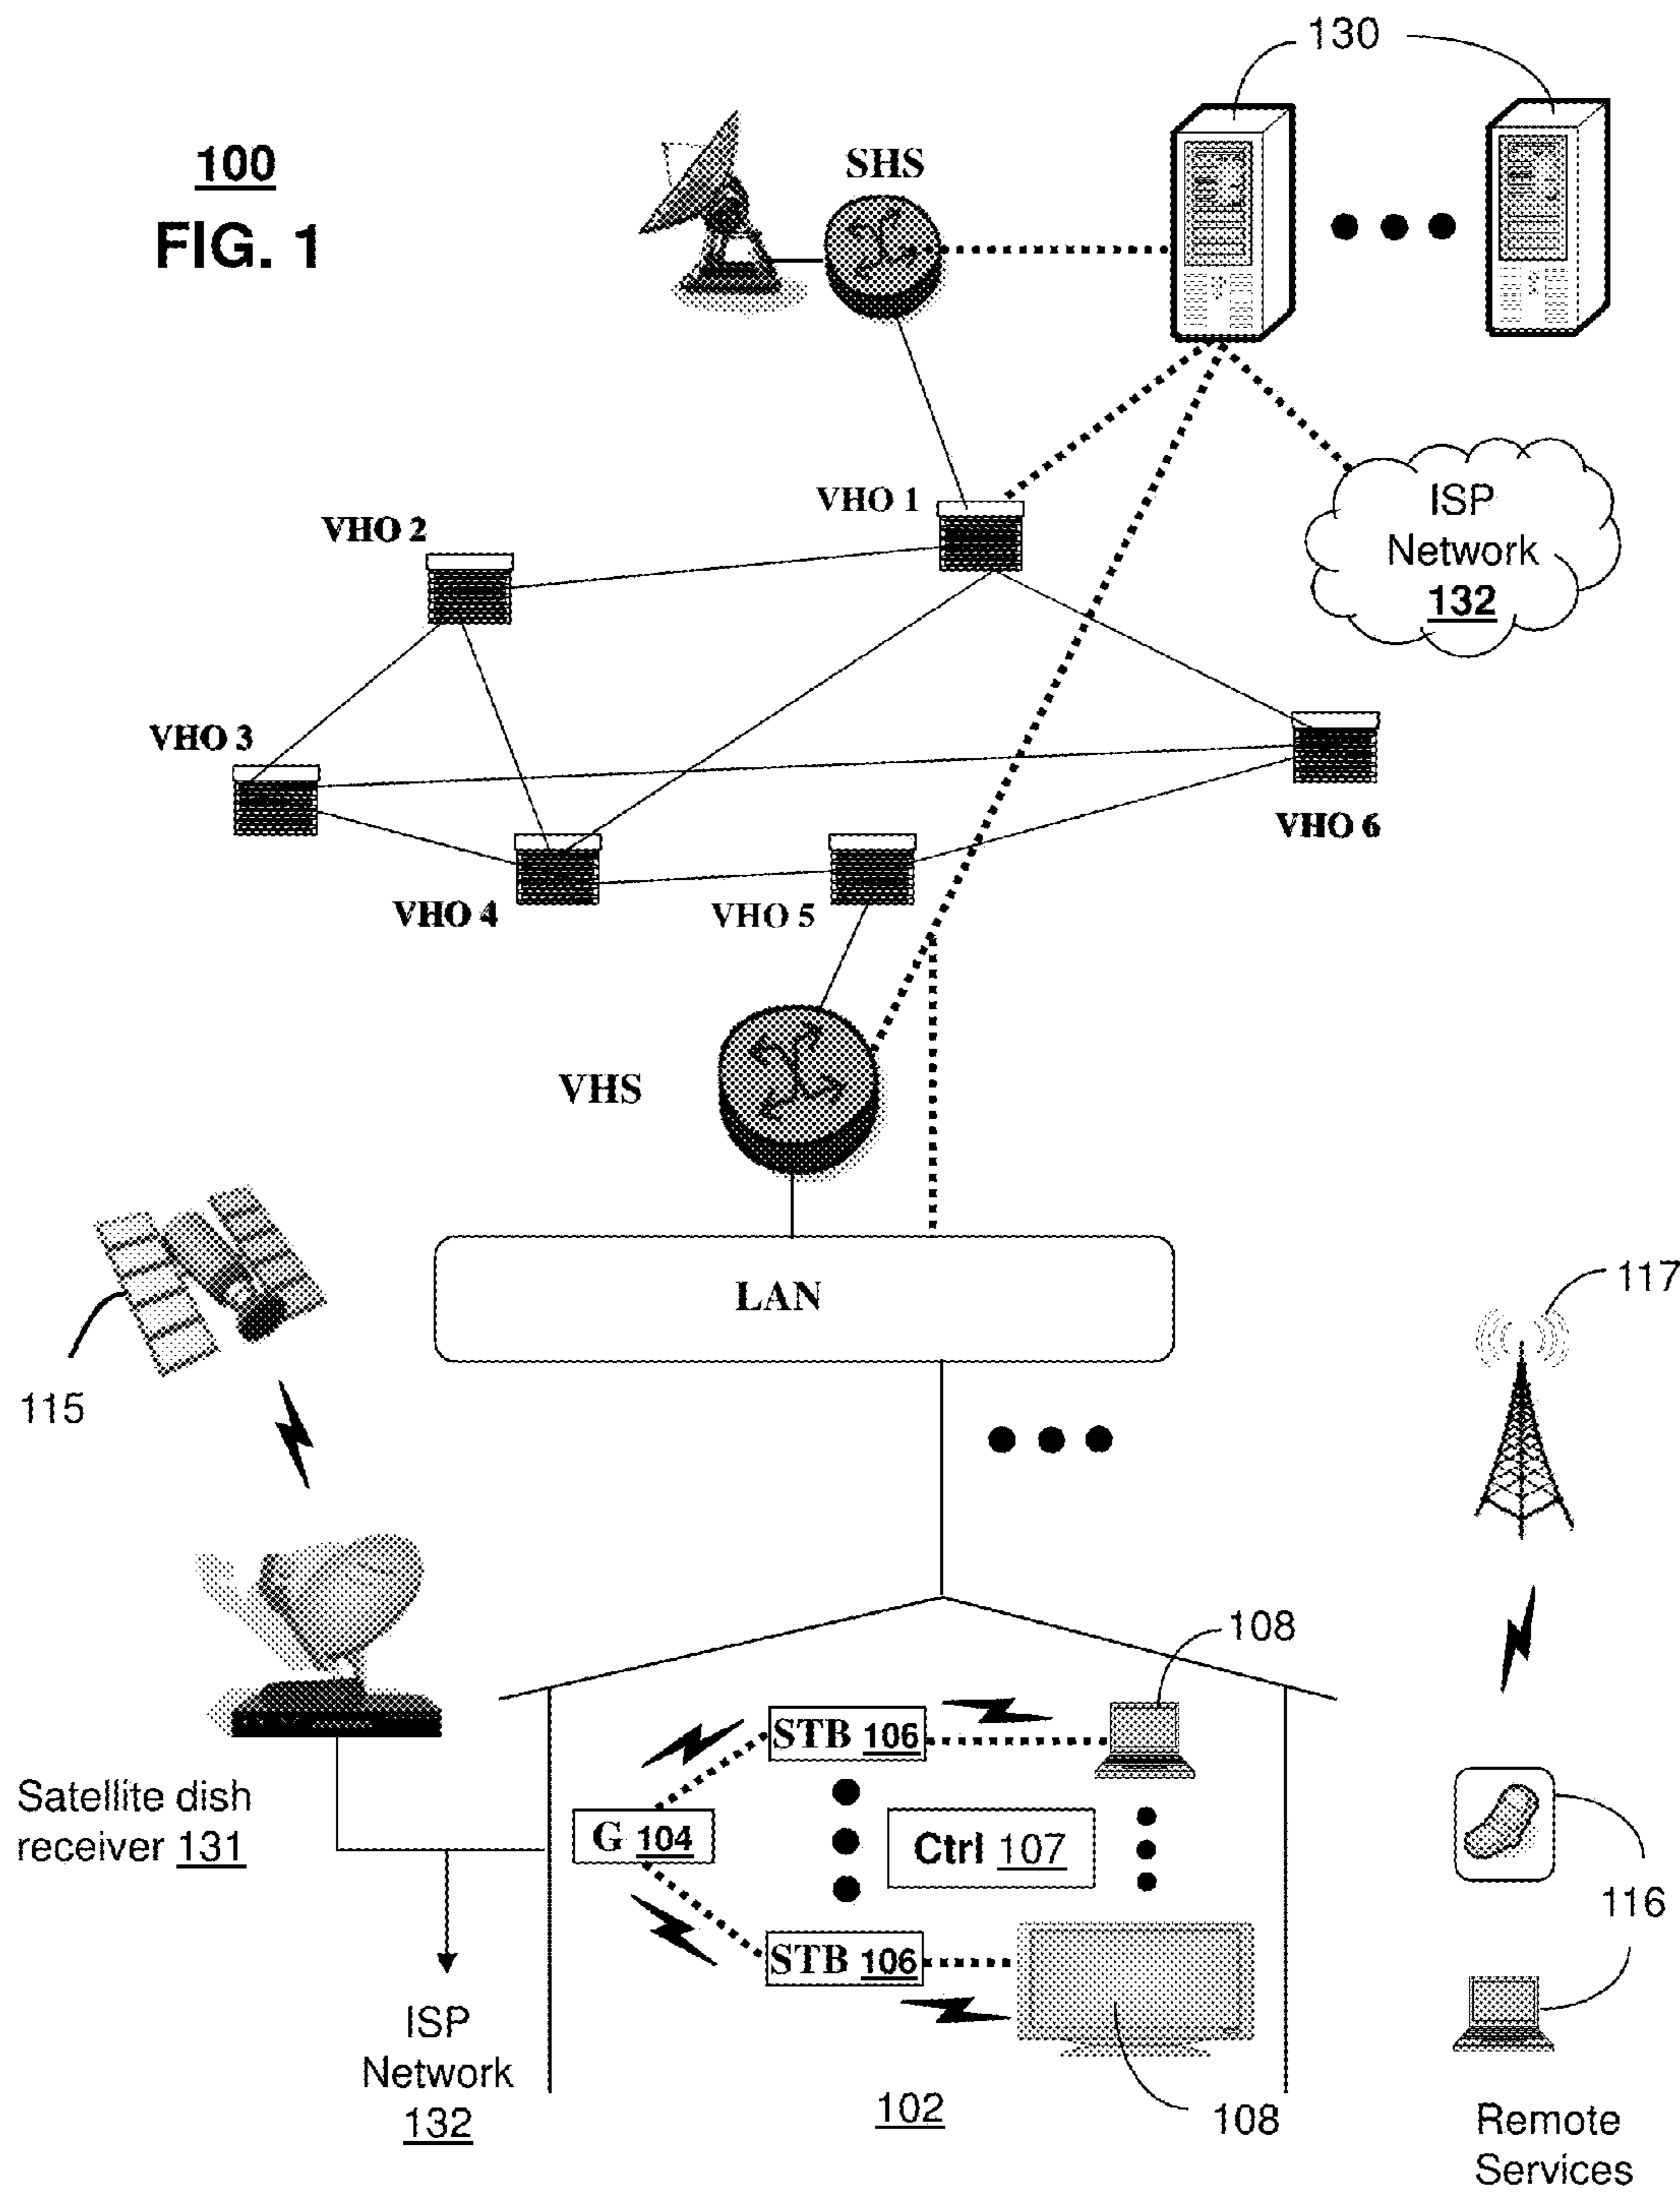 130
100
FIG. 1
SHS
VHO 1
ISP
Network
132
VHO 2
VHO 3
VHO 6
VHO 4
VHO 5
VHS
LAN
117
115
108
STB 106
Satellite dish
receiver 131
G 104
Ctrl 107
116
STB 106
ISP
Network
132
102
108
Remote
Services